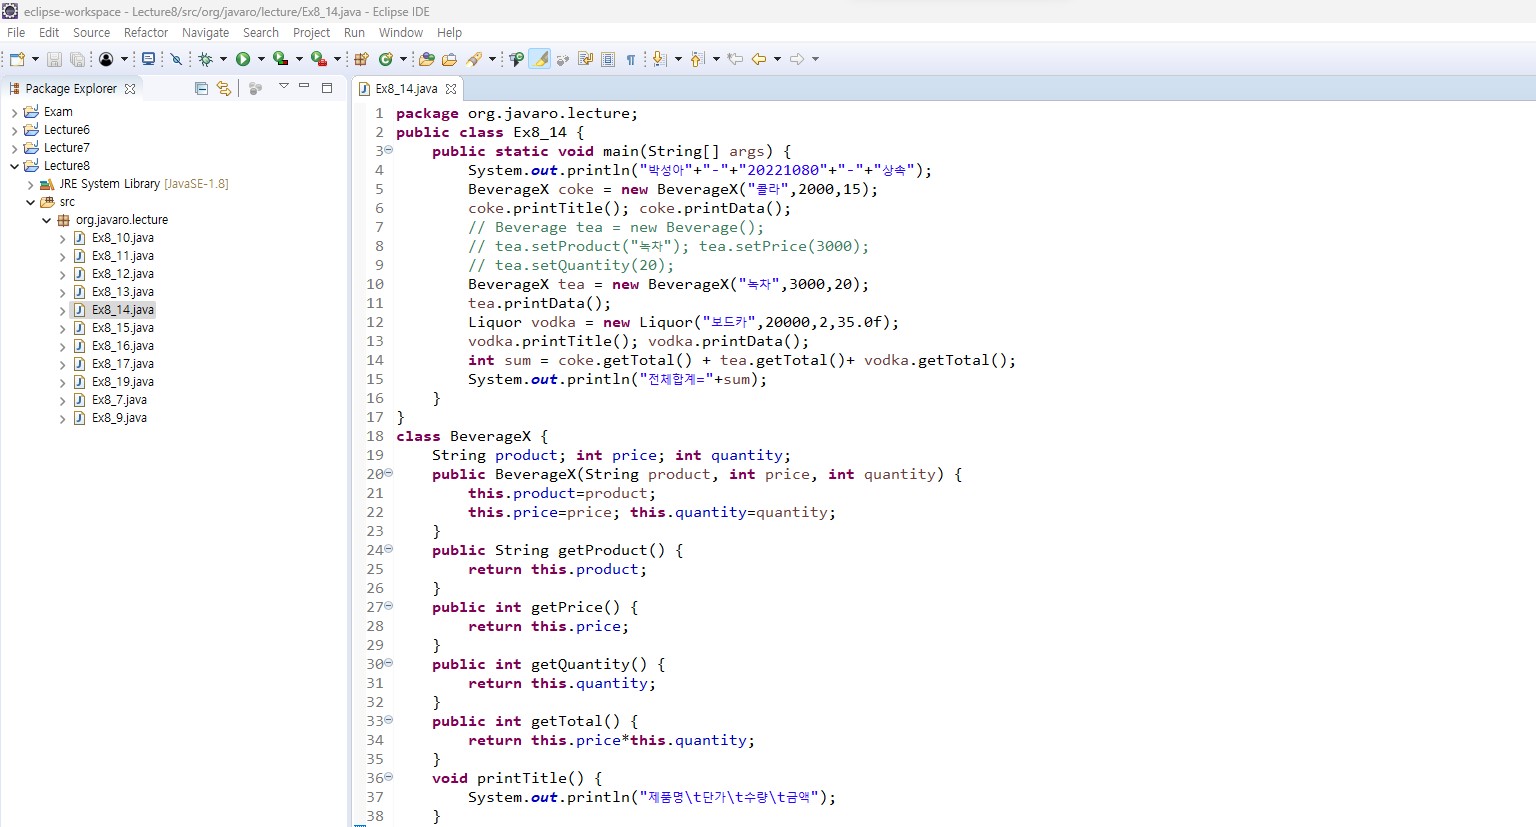 eclipse-workspace - Lecture8/src/org/javaro/lecture/Ex8_14.java - Eclipse IDE
File Edit Source Refactor Navigate Search Project Run Window Help
Package Explorer
Ex8_14.java
Exam
Lecture6
Lecture7
Lecture8
JRE System Library [JavaSE-1.8]
src
org.javaro.lecture
Ex8_10.java
Ex8_11.java
Ex8_12.java
Ex8_13.java
Ex8_14.java
Ex8_15.java
Ex8_16.java
Ex8_17.java
Ex8_19.java
Ex8_7.java
Ex8_9.java
1 package org.javaro.lecture;
2 public class Ex8_14 {
3 public static void main(String[] args) {
4 System.out.println("박성아"+"-"+"20221080"+"-"+"상속");
5 BeverageX coke = new BeverageX("콜라",2000,15);
6 coke.printTitle(); coke.printData();
7 // Beverage tea = new Beverage();
8 // tea.setProduct("녹차"); tea.setPrice(3000);
9 // tea.setQuantity(20);
10 BeverageX tea = new BeverageX("녹차",3000,20);
11 tea.printData();
12 Liquor vodka = new Liquor("보드카",20000,2,35.0f);
13 vodka.printTitle(); vodka.printData();
14 int sum = coke.getTotal() + tea.getTotal()+ vodka.getTotal();
15 System.out.println("전체합계="+sum);
16 }
17 }
18 class BeverageX {
19 String product; int price; int quantity;
20 public BeverageX(String product, int price, int quantity) {
21 this.product=product;
22 this.price=price; this.quantity=quantity;
23 }
24 public String getProduct() {
25 return this.product;
26 }
27 public int getPrice() {
28 return this.price;
29 }
30 public int getQuantity() {
31 return this.quantity;
32 }
33 public int getTotal() {
34 return this.price*this.quantity;
35 }
36 void printTitle() {
37 System.out.println("제품명\t단가\t수량\t금액");
38 }